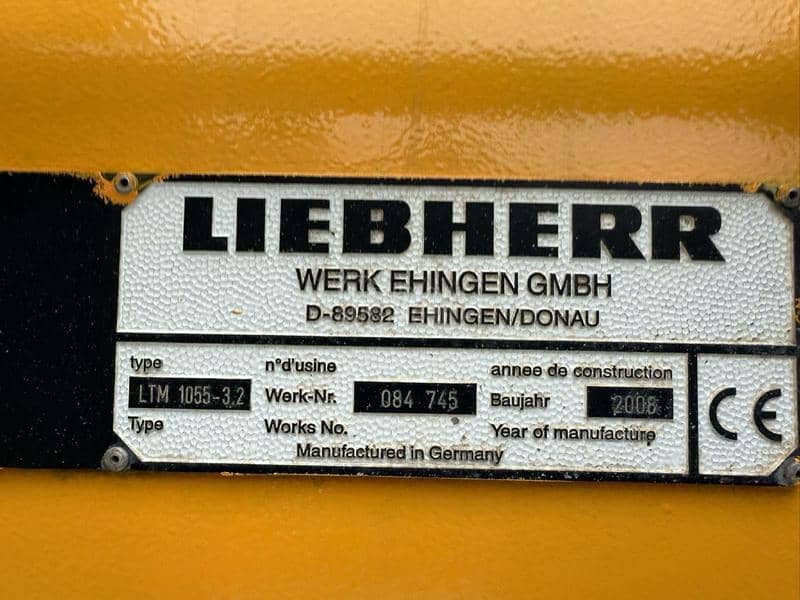 LIEBHERR
WERK EHINGEN GMBH
D-89582 EHINGEN/DONAU
type n°d'usine annee de construction
LTM 1055-3.2 Werk-Nr. 084 745 Baujahr 2008
Type Works No. Year of manufacture
Manufactured in Germany
CE